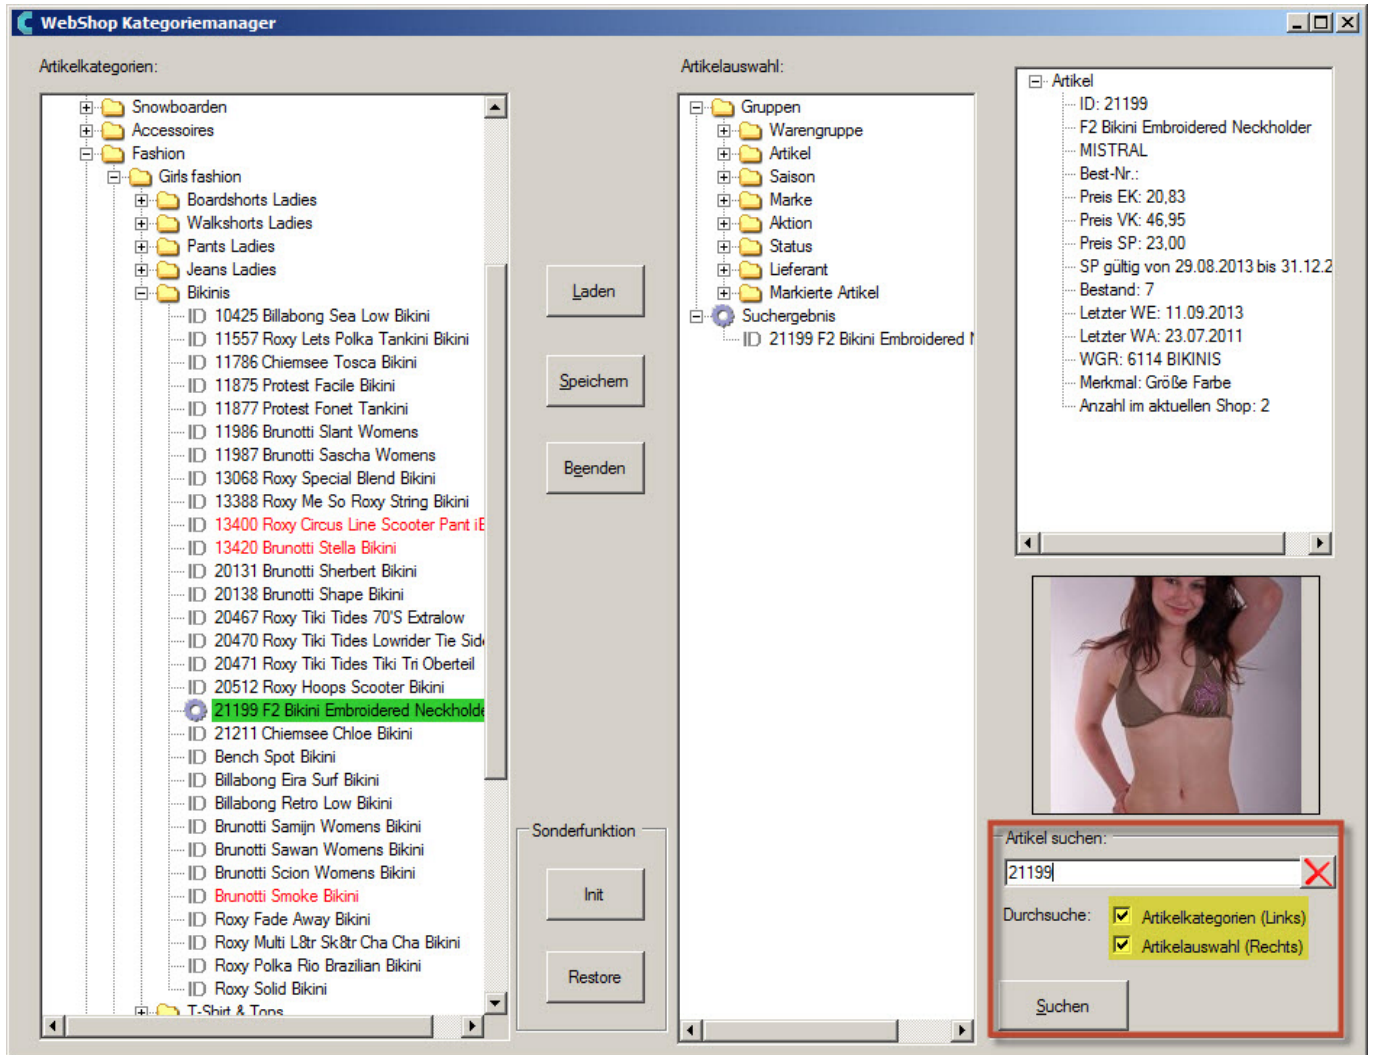 WebShop Kategoriemanager
Artikelkategorien:
Snowboarden
Accessoires
Fashion
Girls fashion
Boardshorts Ladies
Walkshorts Ladies
Pants Ladies
Jeans Ladies
Bikinis
ID 10425 Billabong Sea Low Bikini
ID 11557 Roxy Lets Polka Tankini Bikini
ID 11786 Chiemsee Tosca Bikini
ID 11875 Protest Facile Bikini
ID 11877 Protest Fonet Tankini
ID 11986 Brunotti Slant Womens
ID 11987 Brunotti Sascha Womens
ID 13068 Roxy Special Blend Bikini
ID 13388 Roxy Me So Roxy String Bikini
ID 13400 Roxy Circus Line Scooter Pant iE
ID 13420 Brunotti Stella Bikini
ID 20131 Brunotti Sherbert Bikini
ID 20138 Brunotti Shape Bikini
ID 20467 Roxy Tiki Tides 70'S Extralow
ID 20470 Roxy Tiki Tides Lowrider Tie Side
ID 20471 Roxy Tiki Tides Tiki Tri Oberteil
ID 20512 Roxy Hoops Scooter Bikini
21199 F2 Bikini Embroidered Neckholde
ID 21211 Chiemsee Chloe Bikini
ID Bench Spot Bikini
ID Billabong Eira Surf Bikini
ID Billabong Retro Low Bikini
ID Brunotti Samijn Womens Bikini
ID Brunotti Sawan Womens Bikini
ID Brunotti Scion Womens Bikini
ID Brunotti Smoke Bikini
ID Roxy Fade Away Bikini
ID Roxy Multi L8tr Sk8tr Cha Cha Bikini
ID Roxy Polka Rio Brazilian Bikini
ID Roxy Solid Bikini
T-Shirt & Tops
Laden
Speichern
Beenden
Sonderfunktion
Init
Restore
Artikelauswahl:
Gruppen
Warengruppe
Artikel
Saison
Marke
Aktion
Status
Lieferant
Markierte Artikel
Suchergebnis
ID 21199 F2 Bikini Embroidered
Artikel
ID: 21199
F2 Bikini Embroidered Neckholder
MISTRAL
Best-Nr.:
Preis EK: 20,83
Preis VK: 46,95
Preis SP: 23,00
SP gültig von 29.08.2013 bis 31.12.2
Bestand: 7
Letzter WE: 11.09.2013
Letzter WA: 23.07.2011
WGR: 6114 BIKINIS
Merkmal: Größe Farbe
Anzahl im aktuellen Shop: 2
Artikel suchen:
21199
Durchsuche:
Artikelkategorien (Links)
Artikelauswahl (Rechts)
Suchen